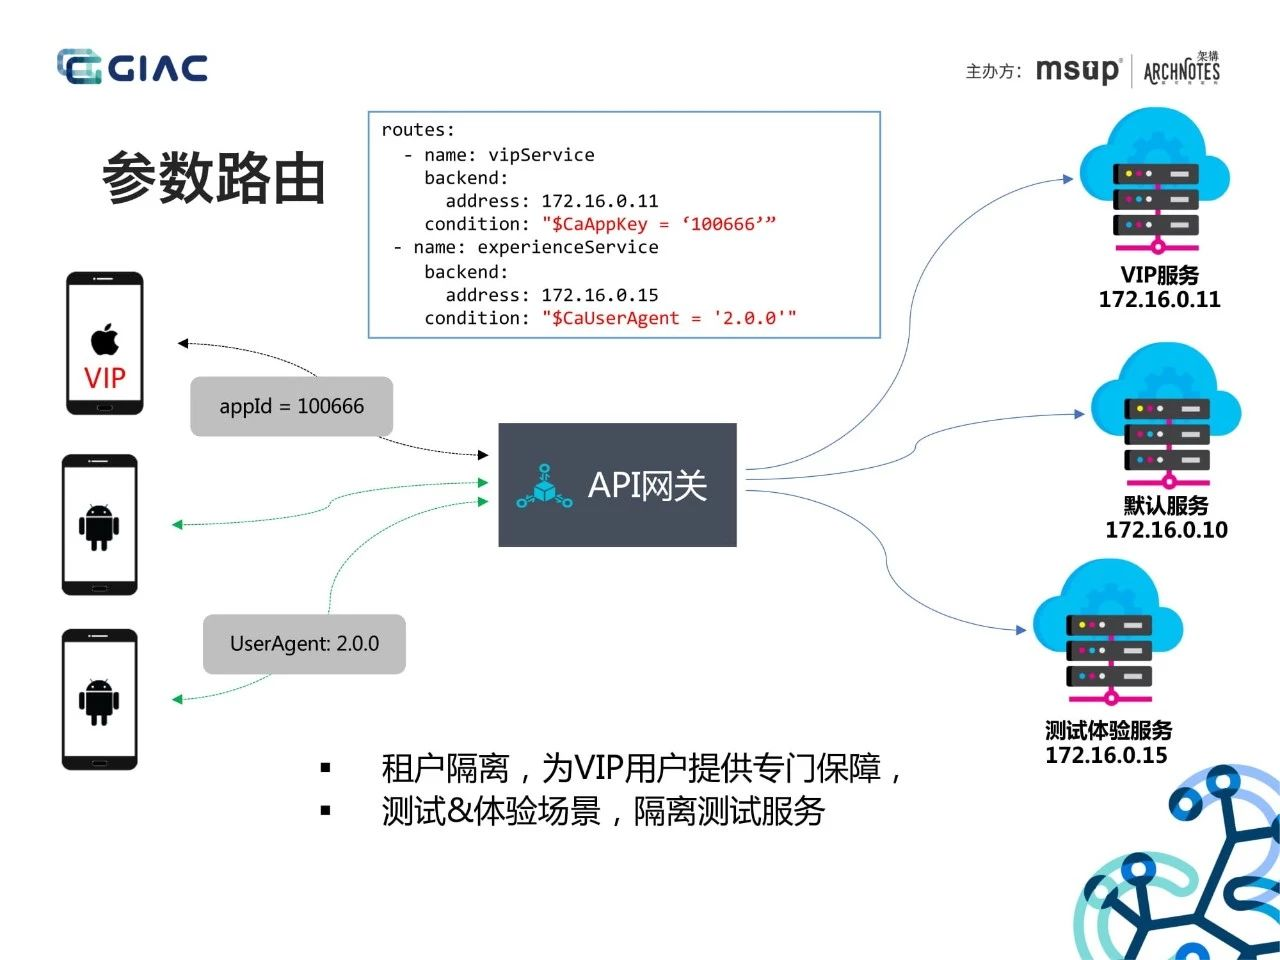 GIAC
主办方：
msup
架構
ARCHNOTES
参数路由
routes:
- name: vipService
backend:
address: 172.16.0.11
condition: "$CaAppKey = ‘100666’”
- name: experienceService
backend:
address: 172.16.0.15
condition: "$CaUserAgent = '2.0.0'"
VIP
appId = 100666
UserAgent: 2.0.0
API网关
VIP服务
172.16.0.11
默认服务
172.16.0.10
测试体验服务
172.16.0.15
▪ 租户隔离，为VIP用户提供专门保障，
▪ 测试&体验场景，隔离测试服务